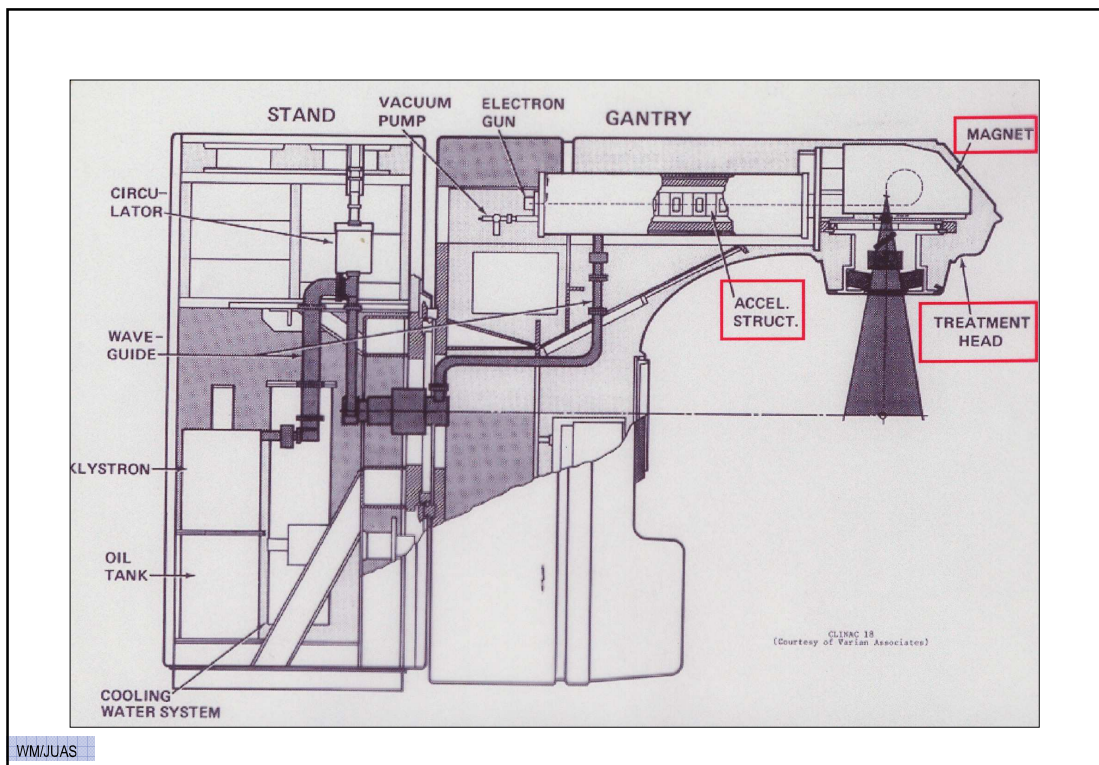 STAND
VACUUM
PUMP
ELECTRON
GUN
GANTRY
MAGNET
CIRCU-
LATOR
ACCEL.
STRUCT.
TREATMENT
HEAD
WAVE-
GUIDE
KLYSTRON
OIL
TANK
CLINAC 18
(Courtesy of Varian Associates)
COOLING
WATER SYSTEM
WM/JUAS